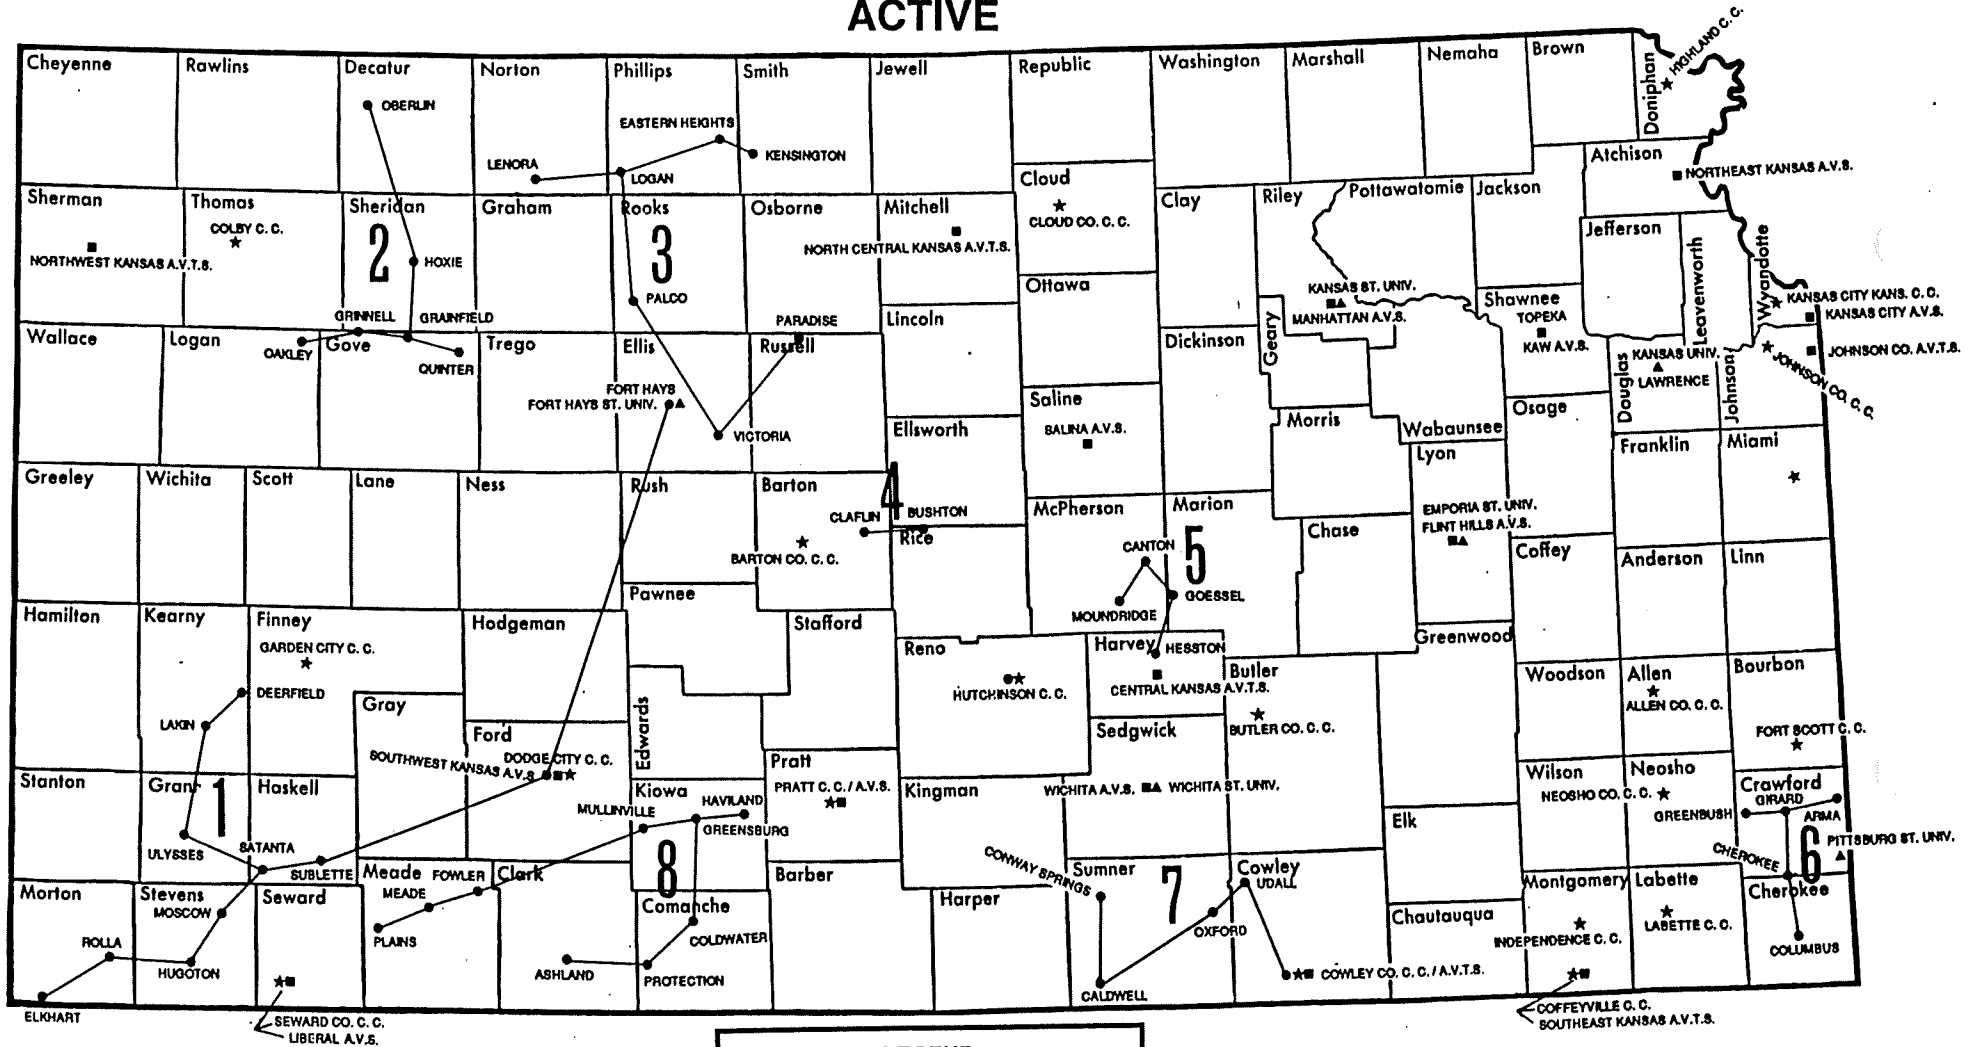 ACTIVE
HIGHLAND C. C.
Cheyenne
Rawlins
Decatur
Norton
Phillips
Smith
Jewell
Republic
Washington
Marshall
Nemaha
Brown
Doniphan
OBERLIN
EASTERN HEIGHTS
KENSINGTON
LENORA
LOGAN
Atchison
NORTHEAST KANSAS A.V.S.
Sherman
Thomas
COLBY C. C.
Sheridan
Graham
Rooks
Osborne
Mitchell
Cloud
CLOUD CO. C. C.
Clay
Riley
Pottawatomie
Jackson
Jefferson
Leavenworth
Wyandotte
NORTHWEST KANSAS A.V.T.S.
2
HOXIE
3
PALCO
NORTH CENTRAL KANSAS A.V.T.S.
Ottawa
KANSAS ST. UNIV.
MANHATTAN A.V.S.
Shawnee
TOPEKA
KAW A.V.S.
KANSAS CITY KANS. C. C.
KANSAS CITY A.V.S.
JOHNSON CO. A.V.T.S.
JOHNSON CO. C. C.
GRINNELL
GRAINFIELD
PARADISE
Wallace
Logan
OAKLEY
Gove
QUINTER
Trego
Ellis
Russell
Lincoln
Dickinson
Geary
KANSAS UNIV.
LAWRENCE
Douglas
Johnson
FORT HAYS
FORT HAYS ST. UNIV.
VICTORIA
Ellsworth
Saline
SALINA A.V.S.
Morris
Wabaunsee
Osage
Franklin
Miami
Greeley
Wichita
Scott
Lane
Ness
Rush
Barton
4
CLAFLIN
BUSHTON
BARTON CO. C. C.
Rice
McPherson
Marion
5
CANTON
GOESSEL
MOUNDRIDGE
Chase
Lyon
EMPORIA ST. UNIV.
FLINT HILLS A.V.S.
Coffey
Anderson
Linn
Hamilton
Kearny
Finney
GARDEN CITY C. C.
Hodgeman
Pawnee
Stafford
Reno
HUTCHINSON C. C.
Harvey
HESSTON
CENTRAL KANSAS A.V.T.S.
Butler
BUTLER CO. C. C.
Greenwood
Woodson
Allen
ALLEN CO. C. C.
Bourbon
FORT SCOTT C. C.
DEERFIELD
LAKIN
Gray
Ford
DODGE CITY C. C.
SOUTHWEST KANSAS A.V.S.
Edwards
Sedgwick
WICHITA A.V.S.
WICHITA ST. UNIV.
Stanton
Grant
1
Haskell
Kiowa
HAVILAND
MULLINVILLE
GREENSBURG
Pratt
PRATT C. C. / A.V.S.
Kingman
Elk
Wilson
Neosho
NEOSHO CO. C. C.
Crawford
GIRARD
GREENBUSH
ARMA
PITTSBURG ST. UNIV.
CHEROKEE
6
ULYSSES
SATANTA
SUBLETTE
Meade
FOWLER
MEADE
Clark
8
Barber
CONWAY SPRINGS
Sumner
7
Cowley
UDALL
Montgomery
Labette
Cherokee
Morton
Stevens
MOSCOW
Seward
PLAINS
Comanche
COLDWATER
Harper
OXFORD
Chautauqua
INDEPENDENCE C. C.
LABETTE C. C.
COLUMBUS
ROLLA
HUGOTON
ASHLAND
PROTECTION
CALDWELL
COWLEY CO. C. C. / A.V.T.S.
ELKHART
SEWARD CO. C. C.
LIBERAL A.V.S.
COFFEYVILLE C. C.
SOUTHEAST KANSAS A.V.T.S.